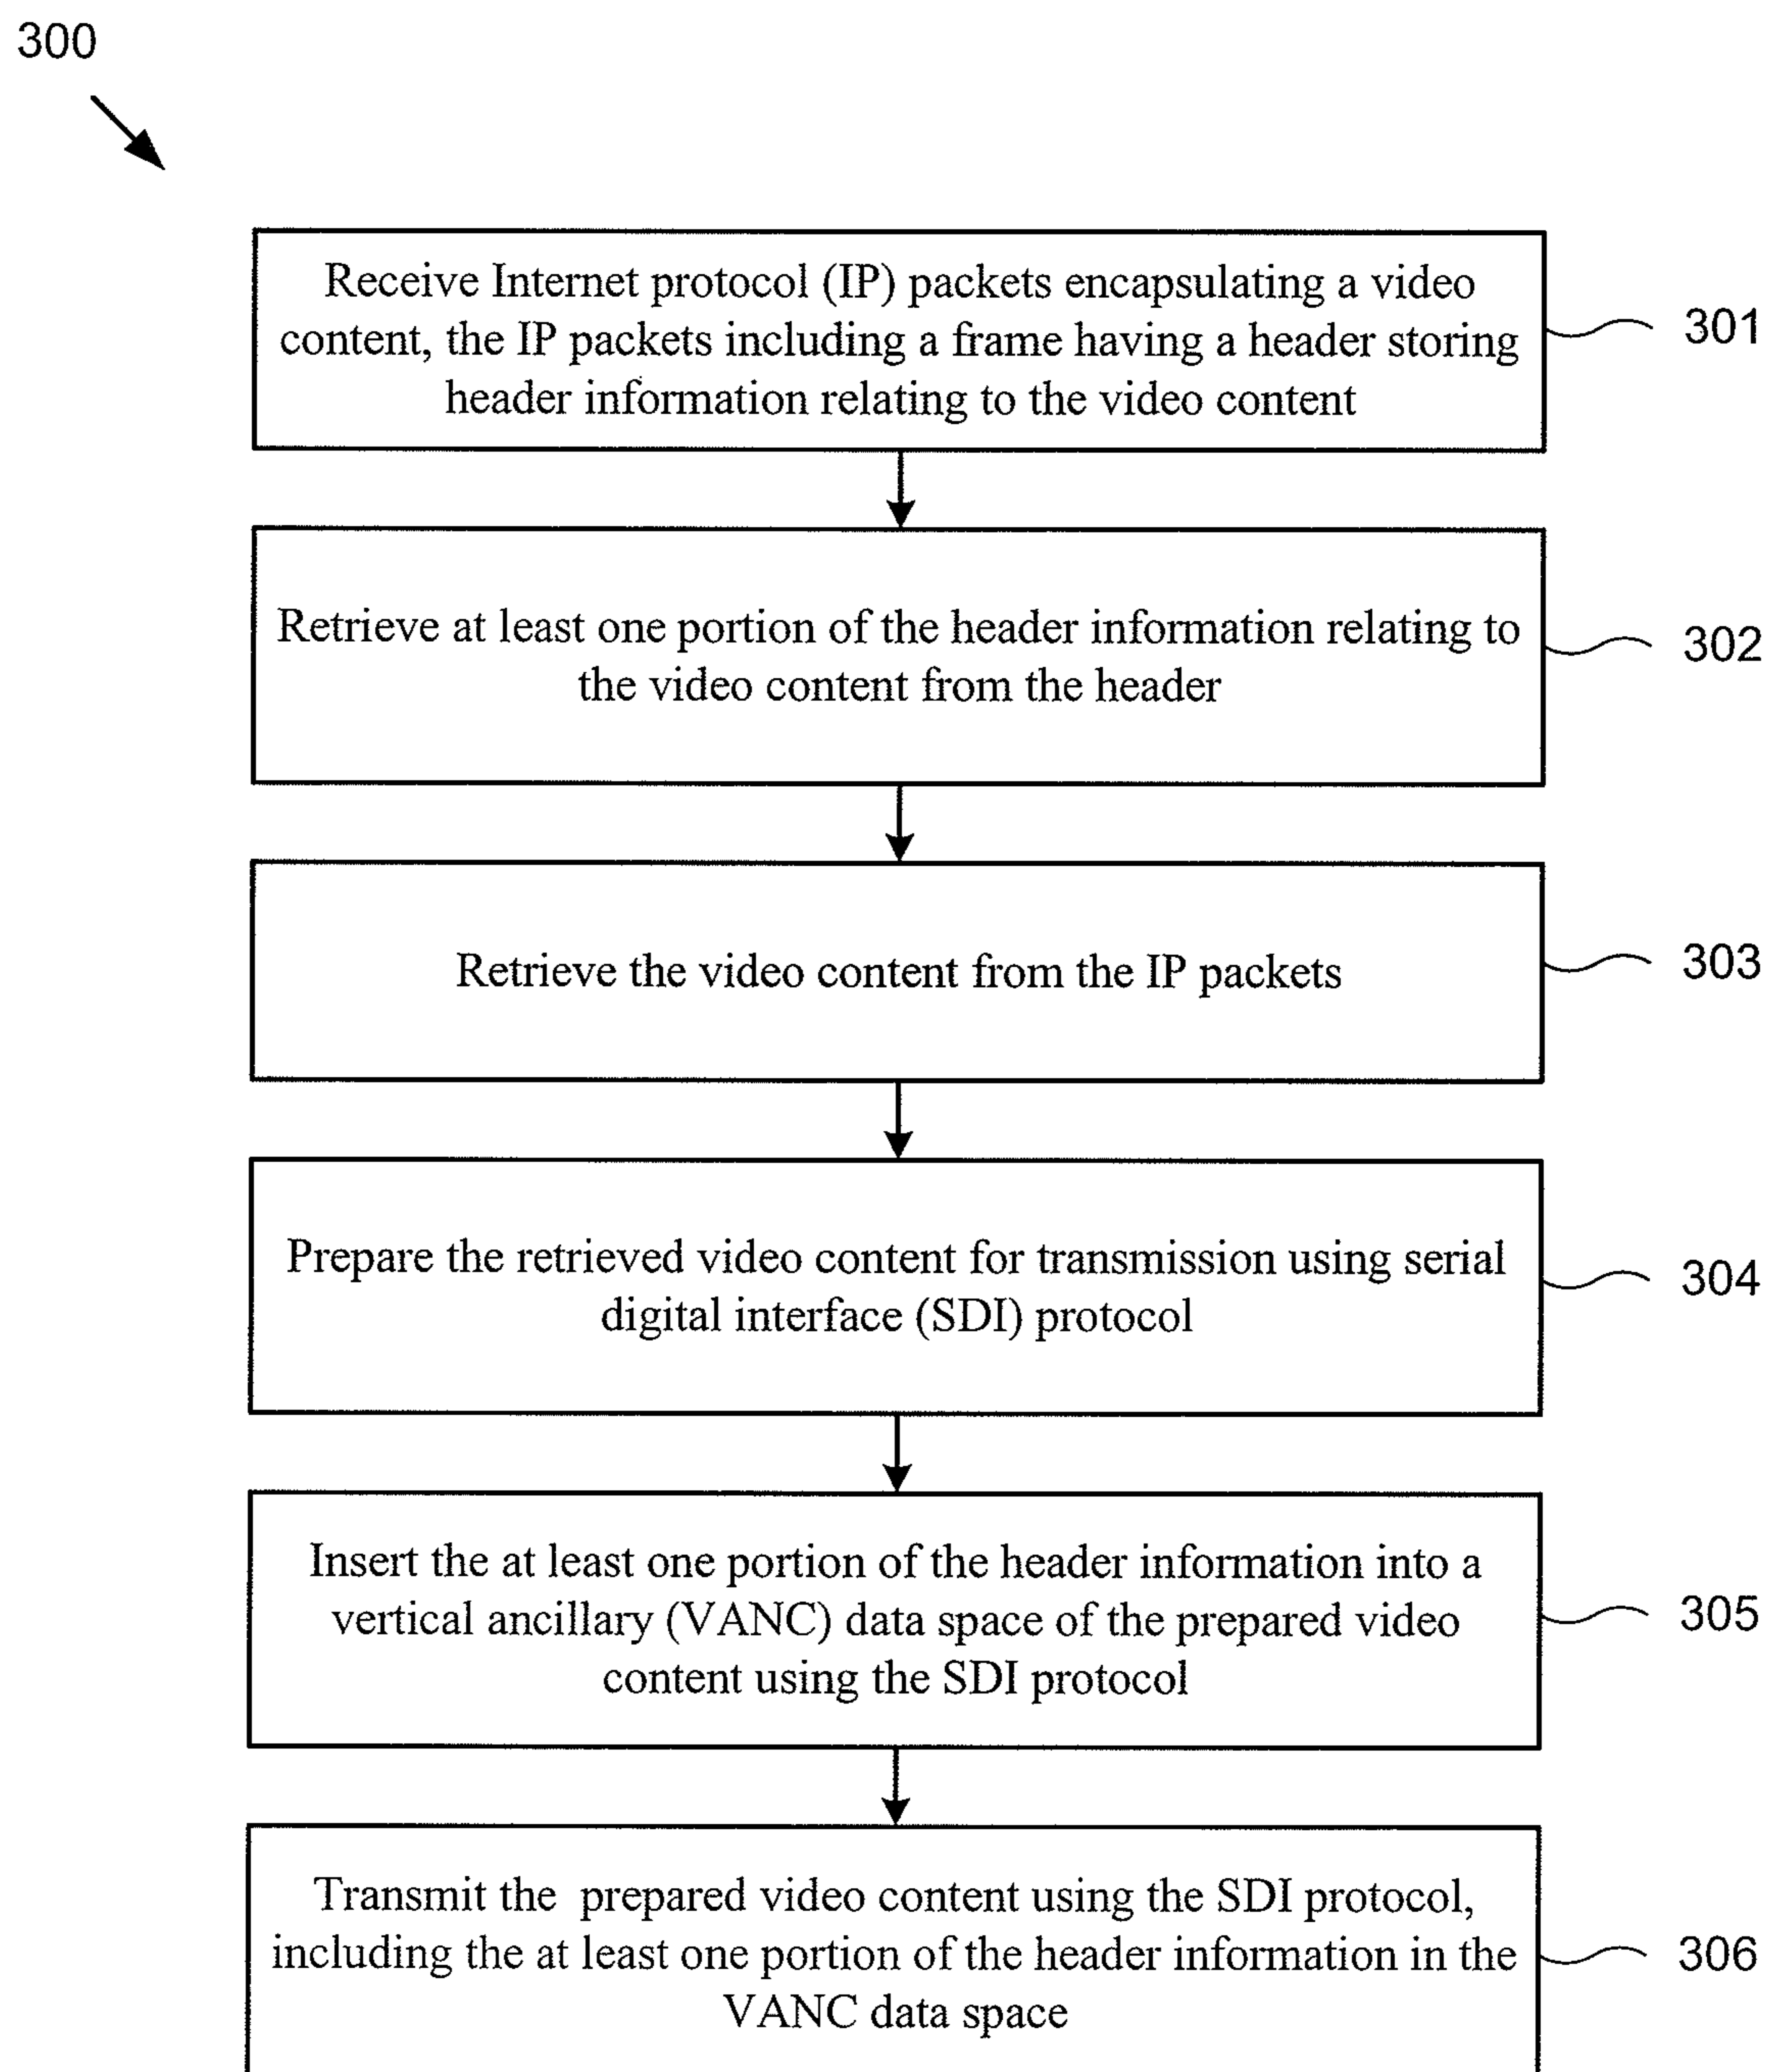 300
Receive Internet protocol (IP) packets encapsulating a video
content, the IP packets including a frame having a header storing
header information relating to the video content
301
Retrieve at least one portion of the header information relating to
the video content from the header
302
Retrieve the video content from the IP packets
303
Prepare the retrieved video content for transmission using serial
digital interface (SDI) protocol
304
Insert the at least one portion of the header information into a
vertical ancillary (VANC) data space of the prepared video
content using the SDI protocol
305
Transmit the prepared video content using the SDI protocol,
including the at least one portion of the header information in the
VANC data space
306